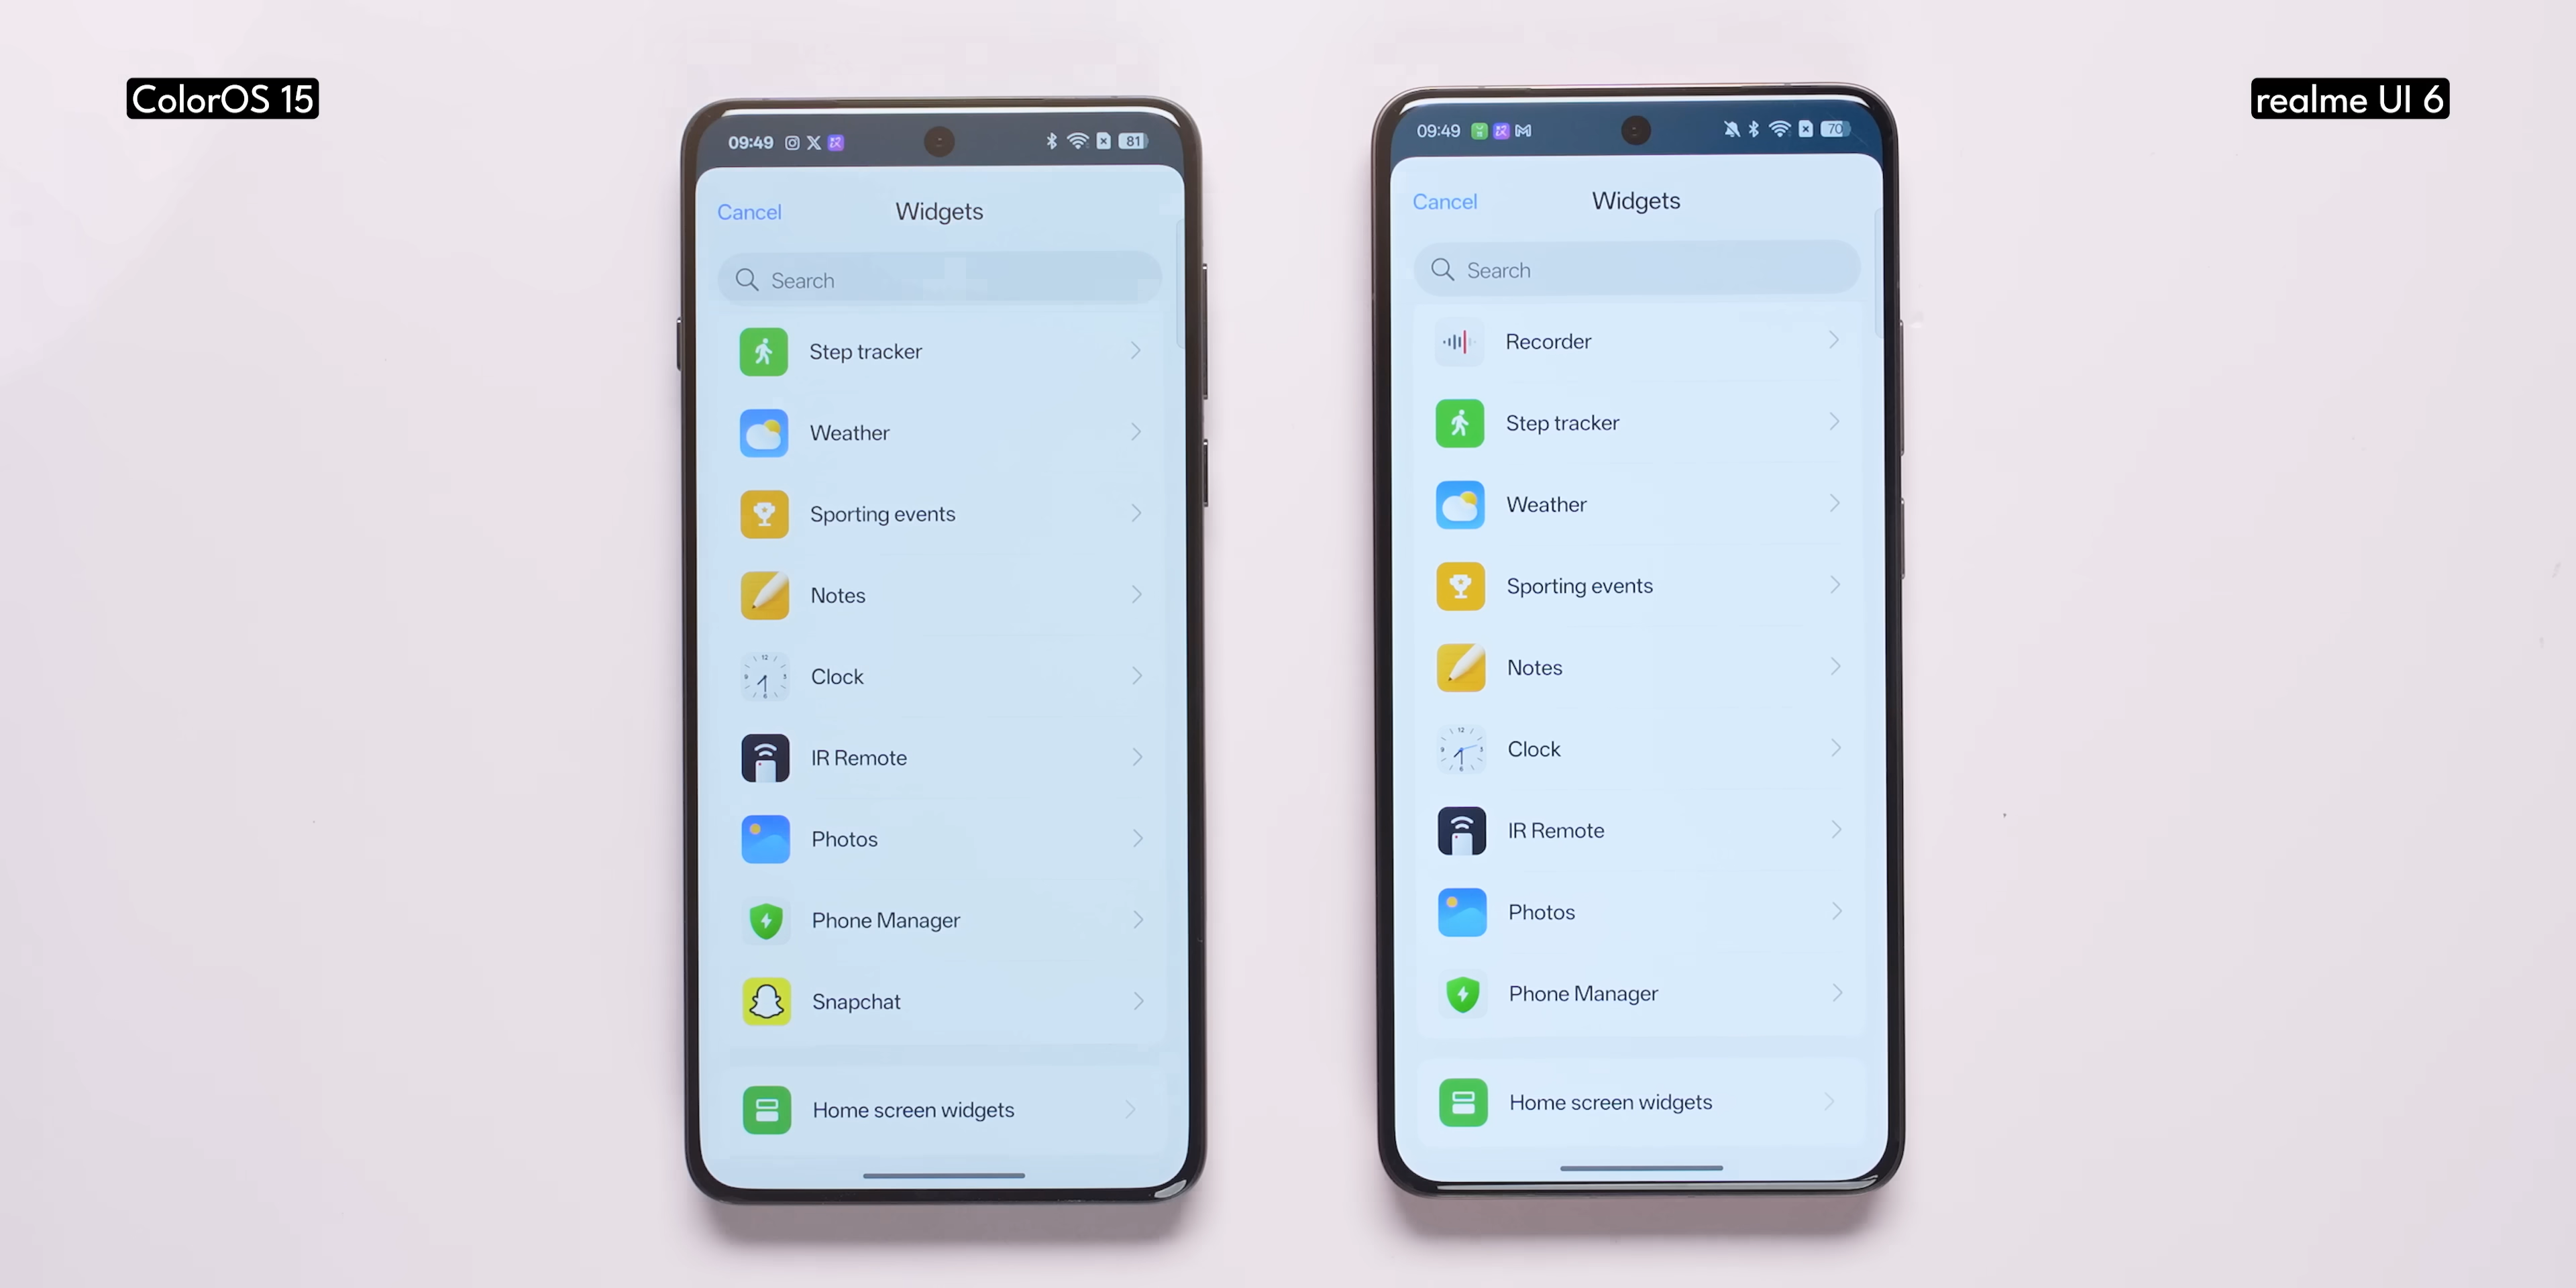 ColorOS 15
09:49
81
Cancel
Widgets
Search
Step tracker
Weather
Sporting events
Notes
Clock
IR Remote
Photos
Phone Manager
Snapchat
Home screen widgets
realme UI 6
09:49
70
Cancel
Widgets
Search
Recorder
Step tracker
Weather
Sporting events
Notes
Clock
IR Remote
Photos
Phone Manager
Home screen widgets